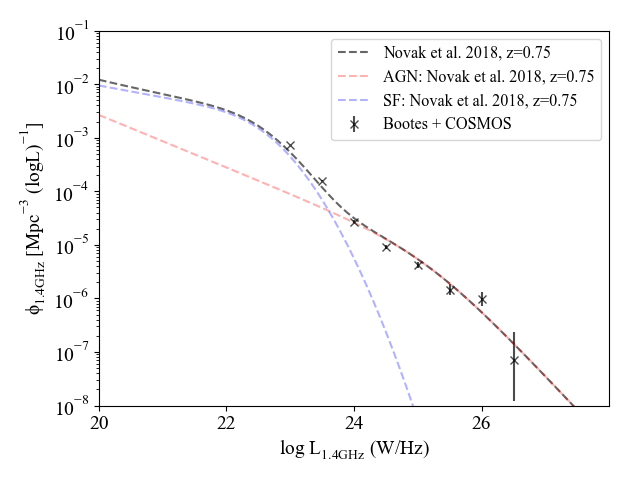 10⁻¹
10⁻²
10⁻³
10⁻⁴
10⁻⁵
10⁻⁶
10⁻⁷
10⁻⁸
ϕ₁.₄GHz [Mpc⁻³ (logL)⁻¹]
Novak et al. 2018, z=0.75
AGN: Novak et al. 2018, z=0.75
SF: Novak et al. 2018, z=0.75
Bootes + COSMOS
20 22 24 26
log L₁.₄GHz (W/Hz)